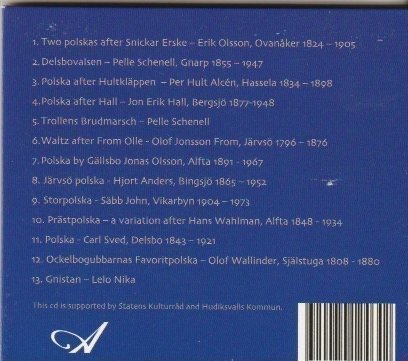 1. Two polskas after Snickar Erske – Erik Olsson, Ovanåker 1824 – 1905
2. Delsbovalsen – Pelle Schenell, Gnarp 1855 – 1947
3. Polska after Hultkläppen – Per Hult Alcén, Hassela 1834 – 1898
4.Polska after Hall – Jon Erik Hall, Bergsjö 1877-1948
5. Trollens Brudmarsch – Pelle Schenell
6.Waltz after From Olle - Olof Jonsson From, Järvsö 1796 – 1876
7. Polska by Gällsbo Jonas Olsson, Alfta 1891 - 1967
8. Järvsö polska - Hjort Anders, Bingsjö 1865 – 1952
9. Storpolska - Säbb John, Vikarbyn 1904 – 1973
10. Prästpolska – a variation after Hans Wahlman, Alfta 1848 - 1934
11. Polska - Carl Sved, Delsbo 1843 – 1921
12. Ockelbogubbarnas Favoritpolska – Olof Wallinder, Själstuga 1808 - 1880
13. Gnistan – Lelo Nika
This cd is supported by Statens Kulturråd and Hudiksvalls Kommun.
A